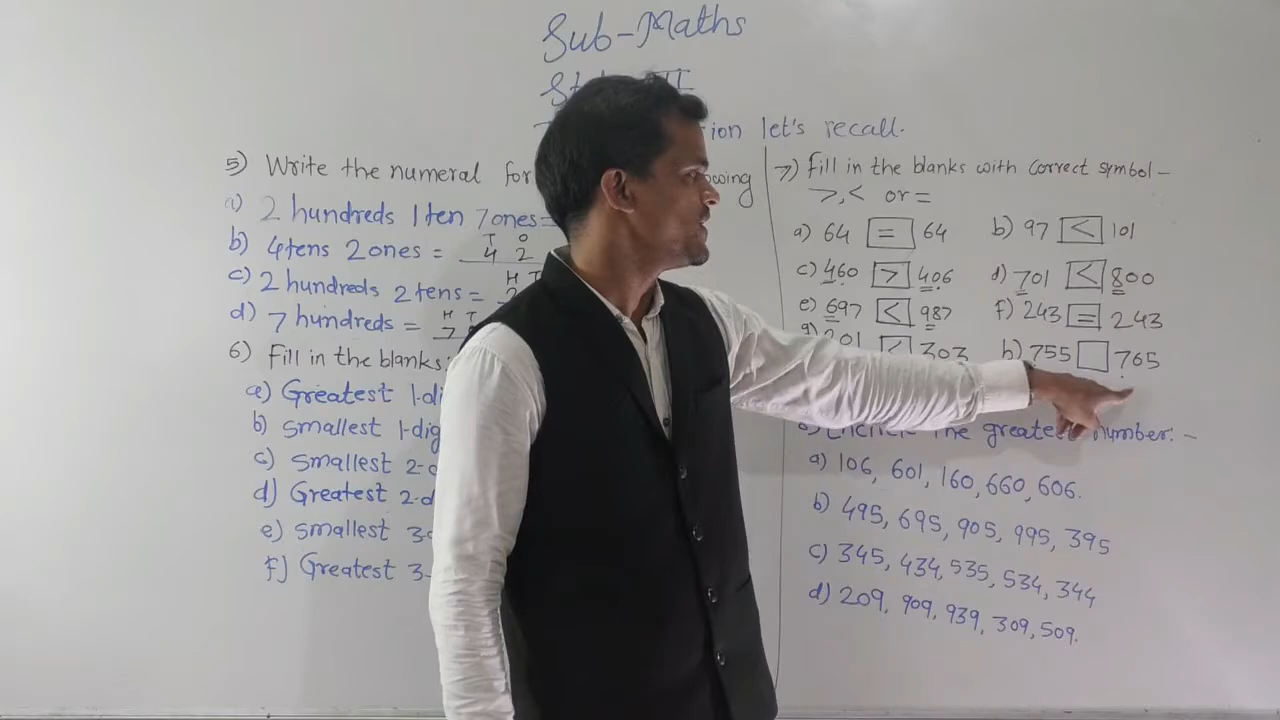 Sub-Maths
St
ion let's recall.
5) Write the numeral for owing
a) 2 hundreds 1 ten 7 ones =
T O
b) 4 tens 2 ones = 4 2
H T
c) 2 hundreds 2 tens = 2
H T
d) 7 hundreds = 7
6) Fill in the blanks
a) Greatest 1-di
b) smallest 1-dig
c) smallest 2-d
d) Greatest 2-d
e) smallest 3-
f) Greatest 3-
7) Fill in the blanks with correct symbol -
>, < or =
a) 64 = 64 b) 97 < 101
c) 460 > 406 d) 701 < 800
e) 697 < 987 f) 243 = 243
g) 201 < 303 h) 755 765
the greatest number. -
a) 106, 601, 160, 660, 606.
b) 495, 695, 905, 995, 395
c) 345, 434, 535, 534, 344
d) 209, 909, 939, 309, 509.